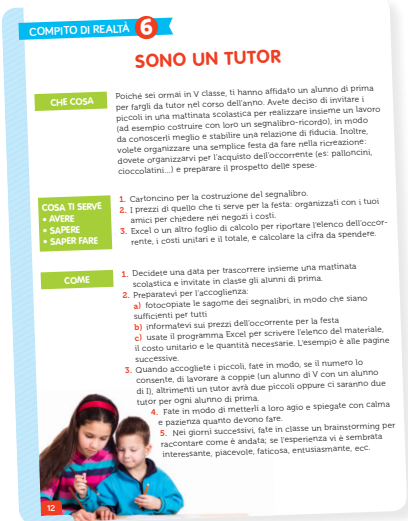 COMPITO DI REALTÀ 6
SONO UN TUTOR
CHE COSA
Poiché sei ormai in V classe, ti hanno affidato un alunno di prima
per fargli da tutor nel corso dell'anno. Avete deciso di invitare i
piccoli in una mattinata scolastica per realizzare insieme un lavoro
(ad esempio costruire con loro un segnalibro-ricordo), in modo
da conoscerli meglio e stabilire una relazione di fiducia. Inoltre,
volete organizzare una semplice festa da fare nella ricreazione:
dovete organizzarvi per l'acquisto dell'occorrente (es: palloncini,
cioccolatini...) e preparare il prospetto delle spese.
COSA TI SERVE
• AVERE
• SAPERE
• SAPER FARE
1. Cartoncino per la costruzione del segnalibro.
2. I prezzi di quello che ti serve per la festa: organizzati con i tuoi
amici per chiedere nei negozi i costi.
3. Excel o un altro foglio di calcolo per riportare l'elenco dell'occor-
rente, i costi unitari e il totale, e calcolare la cifra da spendere.
COME
1. Decidete una data per trascorrere insieme una mattinata
scolastica e invitate in classe gli alunni di prima.
2. Preparatevi per l'accoglienza:
a) fotocopiate le sagome dei segnalibri, in modo che siano
sufficienti per tutti
b) informatevi sui prezzi dell'occorrente per la festa
c) usate il programma Excel per scrivere l'elenco del materiale,
il costo unitario e le quantità necessarie. L'esempio è alle pagine
successive.
3. Quando accogliete i piccoli, fate in modo, se il numero lo
consente, di lavorare a coppie (un alunno di V con un alunno
di I), altrimenti un tutor avrà due piccoli oppure ci saranno due
tutor per ogni alunno di prima.
4. Fate in modo di metterli a loro agio e spiegate con calma
e pazienza quanto devono fare.
5. Nei giorni successivi, fate in classe un brainstorming per
raccontare come è andata; se l'esperienza vi è sembrata
interessante, piacevole, faticosa, entusiasmante, ecc.
12